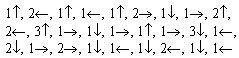 1↑, 2←, 1↑, 1←, 1↑, 2→, 1↓, 1→, 2↑,
2←, 3↑, 1→, 1↓, 1→, 1↑, 1→, 3↓, 1←,
2↓, 1→, 2→, 1↓, 1←, 1↓, 2←, 1↓, 1←